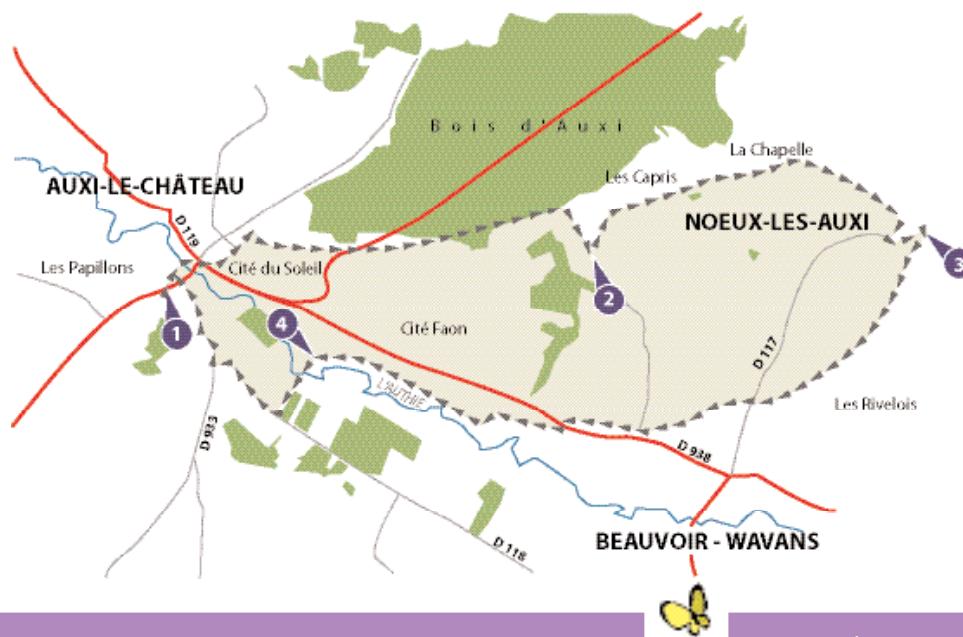 Bois d'Auxi
La Chapelle
Les Capris
AUXI-LE-CHÂTEAU
NOEUX-LES-AUXI
D 119
Les Papillons
Cité du Soleil
3
2
1
4
Cité Faon
D 117
L'AUTHIE
Les Rivelois
D 933
D 938
D 118
BEAUVOIR - WAVANS